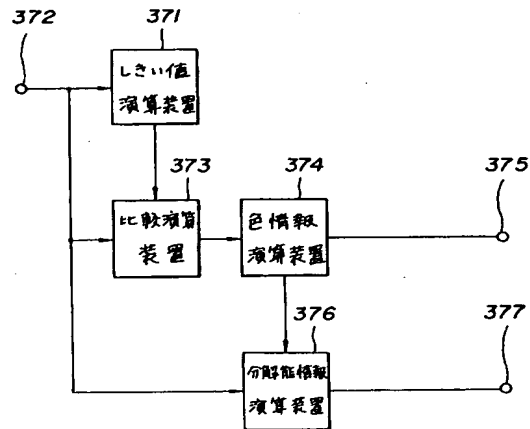 372
371
しきい値
演算装置
373
比較演算
装置
374
色情報
演算装置
375
376
分解能情報
演算装置
377